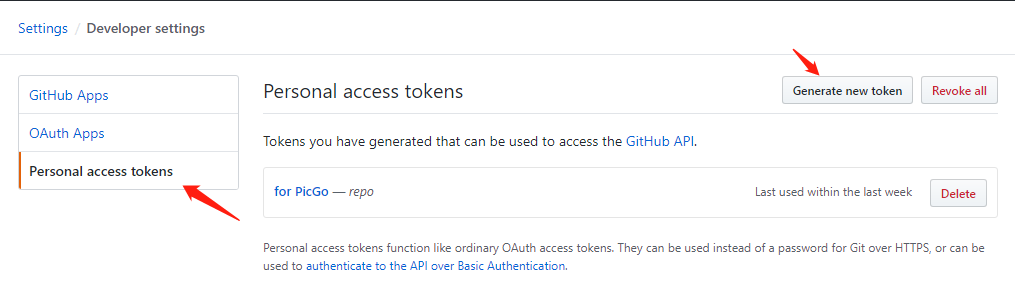 Settings / Developer settings
GitHub Apps
OAuth Apps
Personal access tokens
Personal access tokens
Generate new token
Revoke all
Tokens you have generated that can be used to access the GitHub API.
for PicGo — repo
Last used within the last week
Delete
Personal access tokens function like ordinary OAuth access tokens. They can be used instead of a password for Git over HTTPS, or can be
used to authenticate to the API over Basic Authentication.